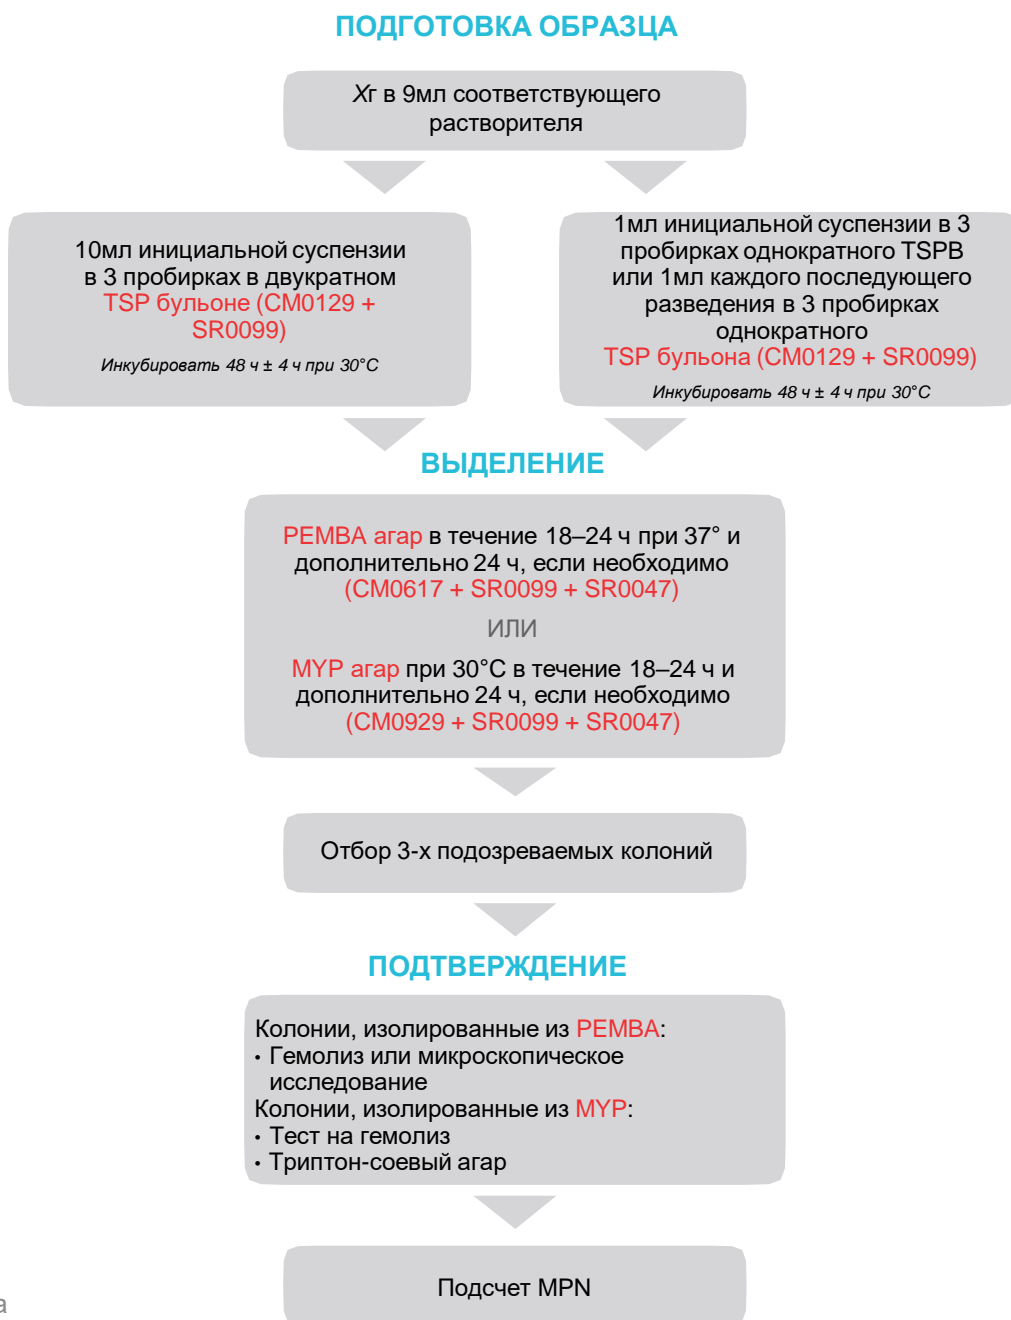 ПОДГОТОВКА ОБРАЗЦА
Xг в 9мл соответствующего
растворителя
10мл инициальной суспензии
в 3 пробирках в двукратном
TSP бульоне (CM0129 +
SR0099)
Инкубировать 48 ч ± 4 ч при 30°C
1мл инициальной суспензии в 3
пробирках однократного TSPB
или 1мл каждого последующего
разведения в 3 пробирках
однократного
TSP бульона (CM0129 + SR0099)
Инкубировать 48 ч ± 4 ч при 30°C
ВЫДЕЛЕНИЕ
PEMBA агар в течение 18–24 ч при 37° и
дополнительно 24 ч, если необходимо
(CM0617 + SR0099 + SR0047)
ИЛИ
MYP агар при 30°C в течение 18–24 ч и
дополнительно 24 ч, если необходимо
(CM0929 + SR0099 + SR0047)
Отбор 3-х подозреваемых колоний
ПОДТВЕРЖДЕНИЕ
Колонии, изолированные из PEMBA:
• Гемолиз или микроскопическое
исследование
Колонии, изолированные из MYP:
• Тест на гемолиз
• Триптон-соевый агар
Подсчет MPN
а